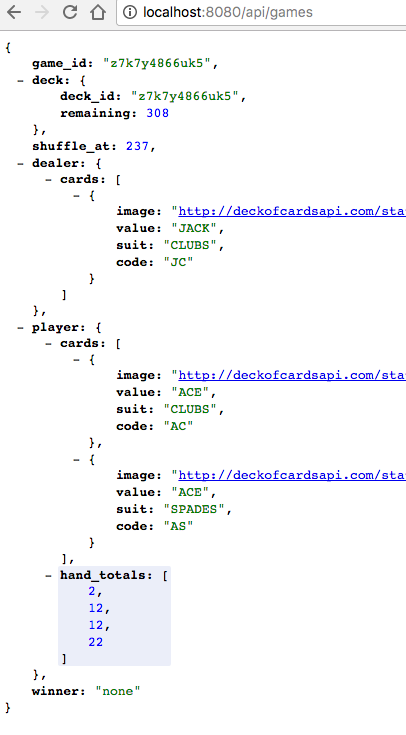 localhost:8080/api/games
{
game_id: "z7k7y4866uk5",
- deck: {
deck_id: "z7k7y4866uk5",
remaining: 308
},
shuffle_at: 237,
- dealer: {
- cards: [
- {
image: "http://deckofcardsapi.com/sta
value: "JACK",
suit: "CLUBS",
code: "JC"
}
]
},
- player: {
- cards: [
- {
image: "http://deckofcardsapi.com/sta
value: "ACE",
suit: "CLUBS",
code: "AC"
},
- {
image: "http://deckofcardsapi.com/sta
value: "ACE",
suit: "SPADES",
code: "AS"
}
],
- hand_totals: [
2,
12,
12,
22
]
},
winner: "none"
}